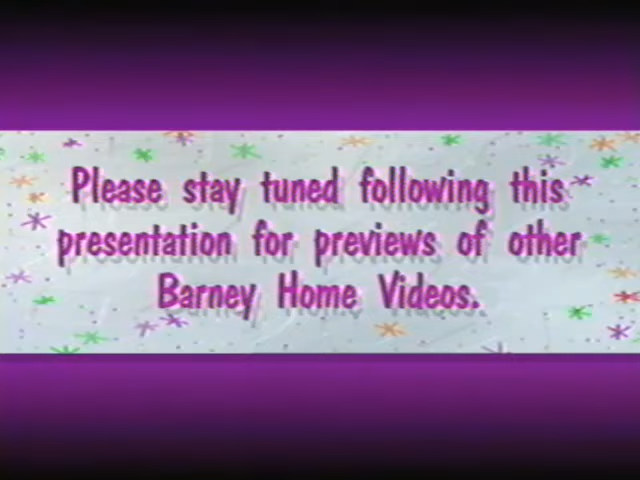 Please stay tuned following this
presentation for previews of other
Barney Home Videos.